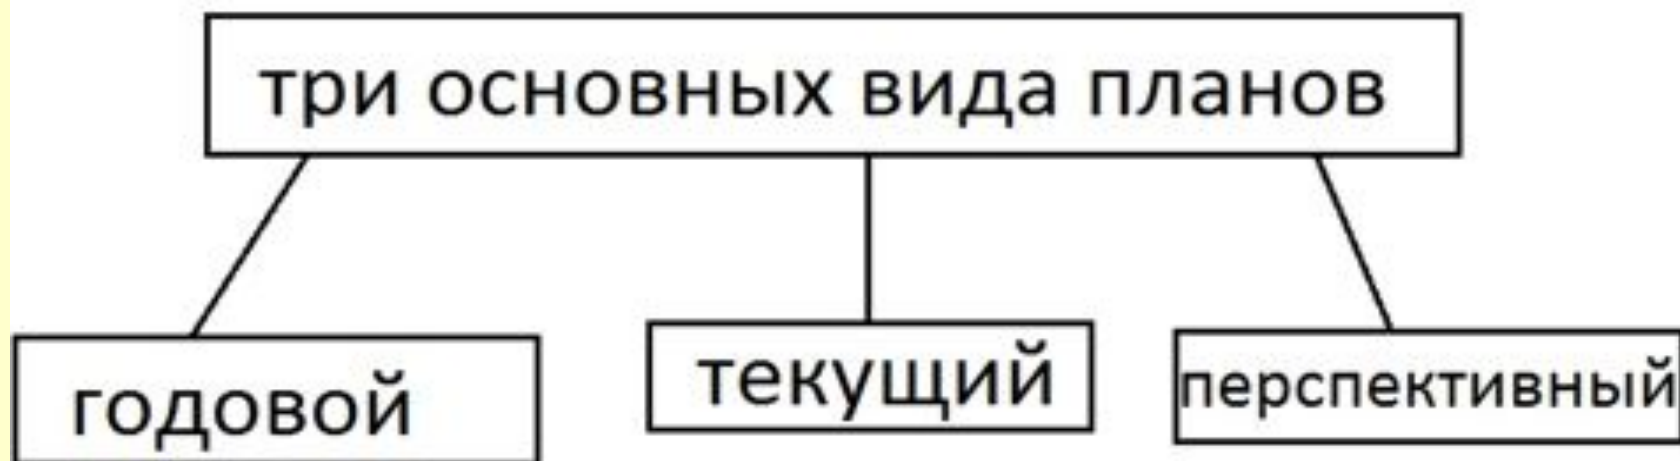 три основных вида планов
годовой
текущий
перспективный